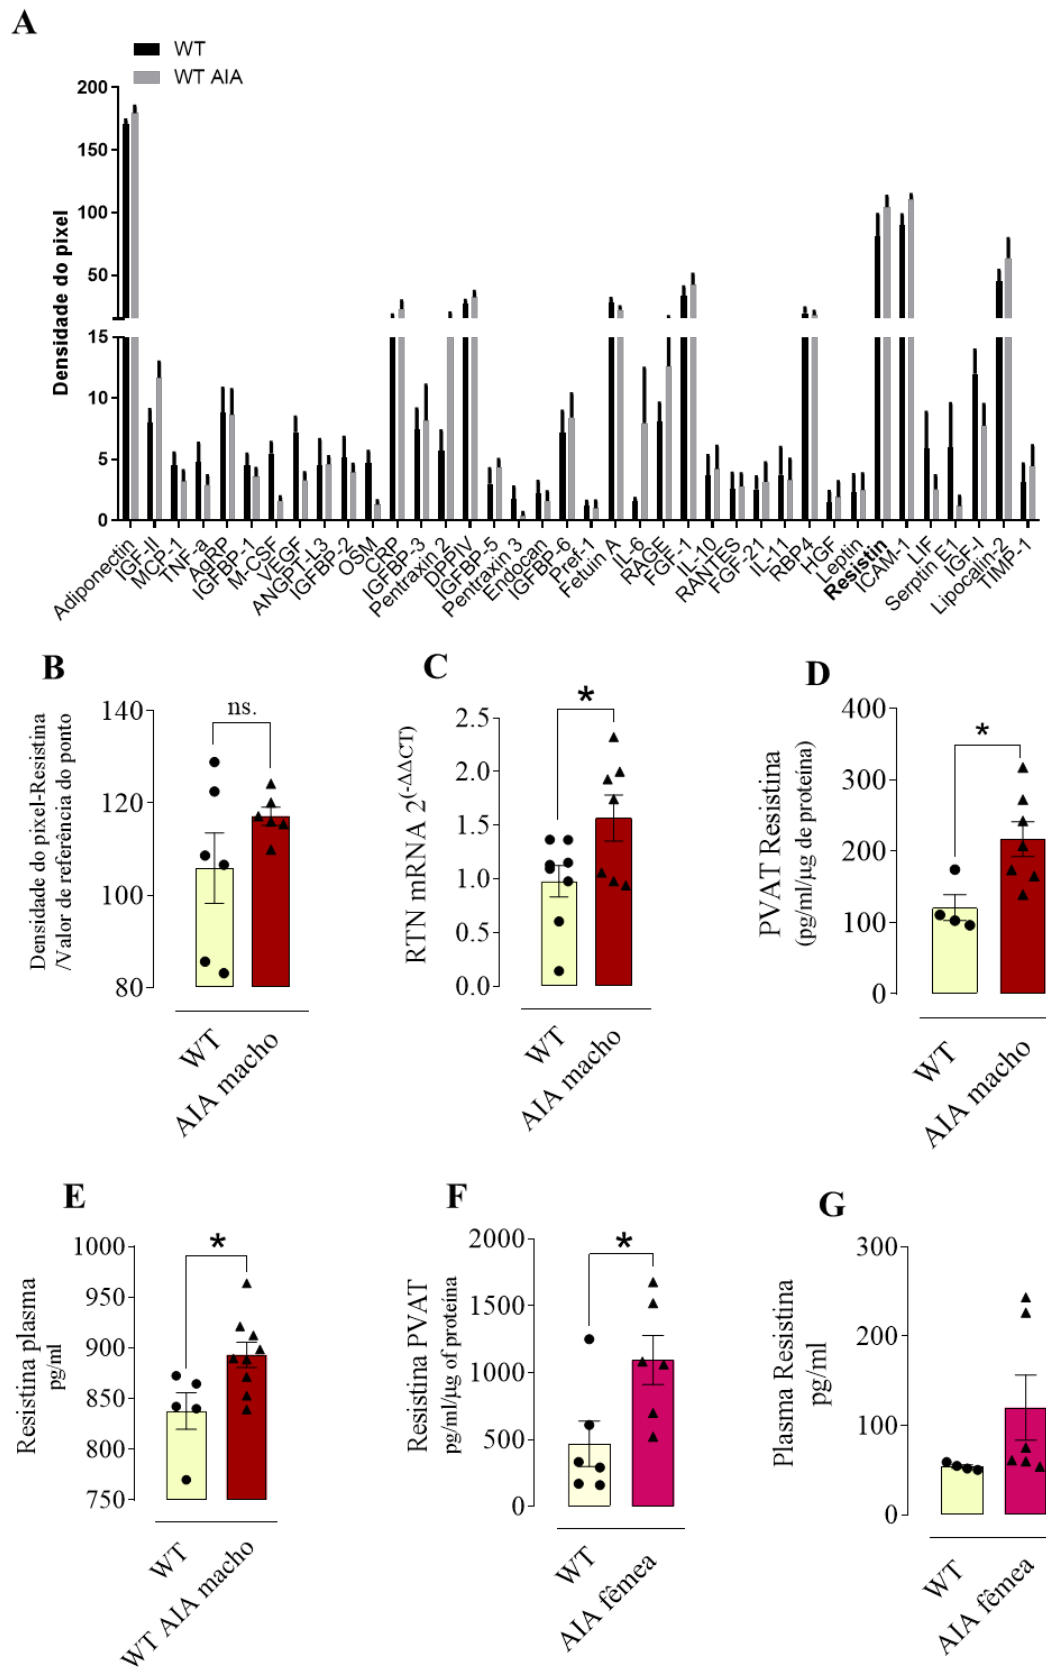 A
WT
WT AIA
Densidade do pixel
200
150
100
50
15
10
5
0
Adiponectin
IGF-II
MCP-1
TNF-a
AgRP
IGFBP-1
M-CSF
VEGF
ANGPT-L3
IGFBP-2
OSM
CRP
IGFBP-3
Pentraxin 2
DPPIV
IGFBP-5
Pentraxin 3
Endocan
IGFBP-6
Pref-1
Fetuin A
IL-6
RAGE
FGF-1
IL-10
RANTES
FGF-21
IL-11
RBP4
HGF
Leptin
Resistin
ICAM-1
LIF
Serptin E1
IGF-I
Lipocalin-2
TIMP-1
B
Densidade do pixel-Resistina
/Valor de referência do ponto
140
120
100
80
ns.
WT
AIA macho
C
RTN mRNA 2(-ΔΔCT)
2.5
2.0
1.5
1.0
0.5
0.0
*
WT
AIA macho
D
PVAT Resistina
(pg/ml/µg de proteína)
400
300
200
100
0
*
WT
AIA macho
E
Resistina plasma
pg/ml
1000
950
900
850
800
750
*
WT
WT AIA macho
F
Resistina PVAT
pg/ml/µg of proteína
2000
1500
1000
500
0
*
WT
AIA fêmea
G
Plasma Resistina
pg/ml
300
200
100
0
WT
AIA fêmea